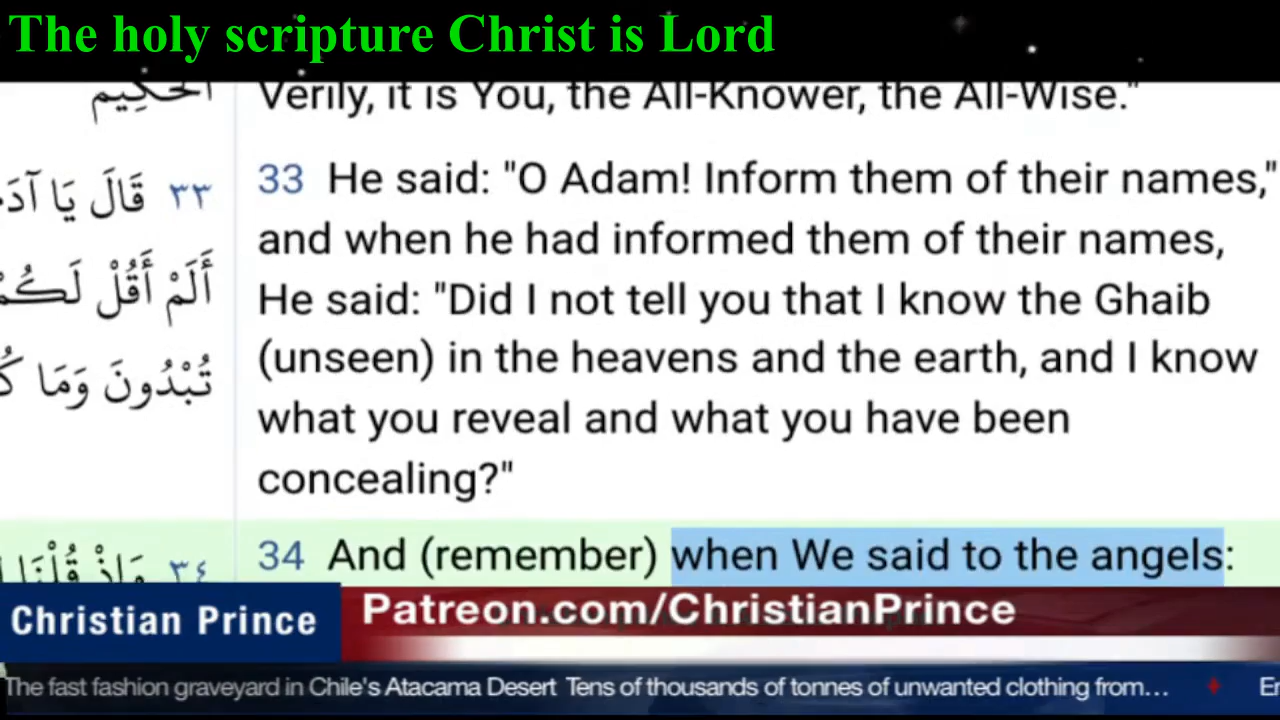 The holy scripture Christ is Lord
الحكيم
Verily, it is You, the All-Knower, the All-Wise."
33 He said: "O Adam! Inform them of their names,"
٣٣ قَالَ يَا
and when he had informed them of their names,
أَلَمْ أَقُلْ
He said: "Did I not tell you that I know the Ghaib
(unseen) in the heavens and the earth, and I know
تُبْدُونَ وَمَا
what you reveal and what you have been
concealing?"
34 And (remember) when We said to the angels:
٣٤ وَإِذْ قُلْنَا
Christian Prince
Patreon.com/ChristianPrince
The fast fashion graveyard in Chile's Atacama Desert Tens of thousands of tonnes of unwanted clothing from...